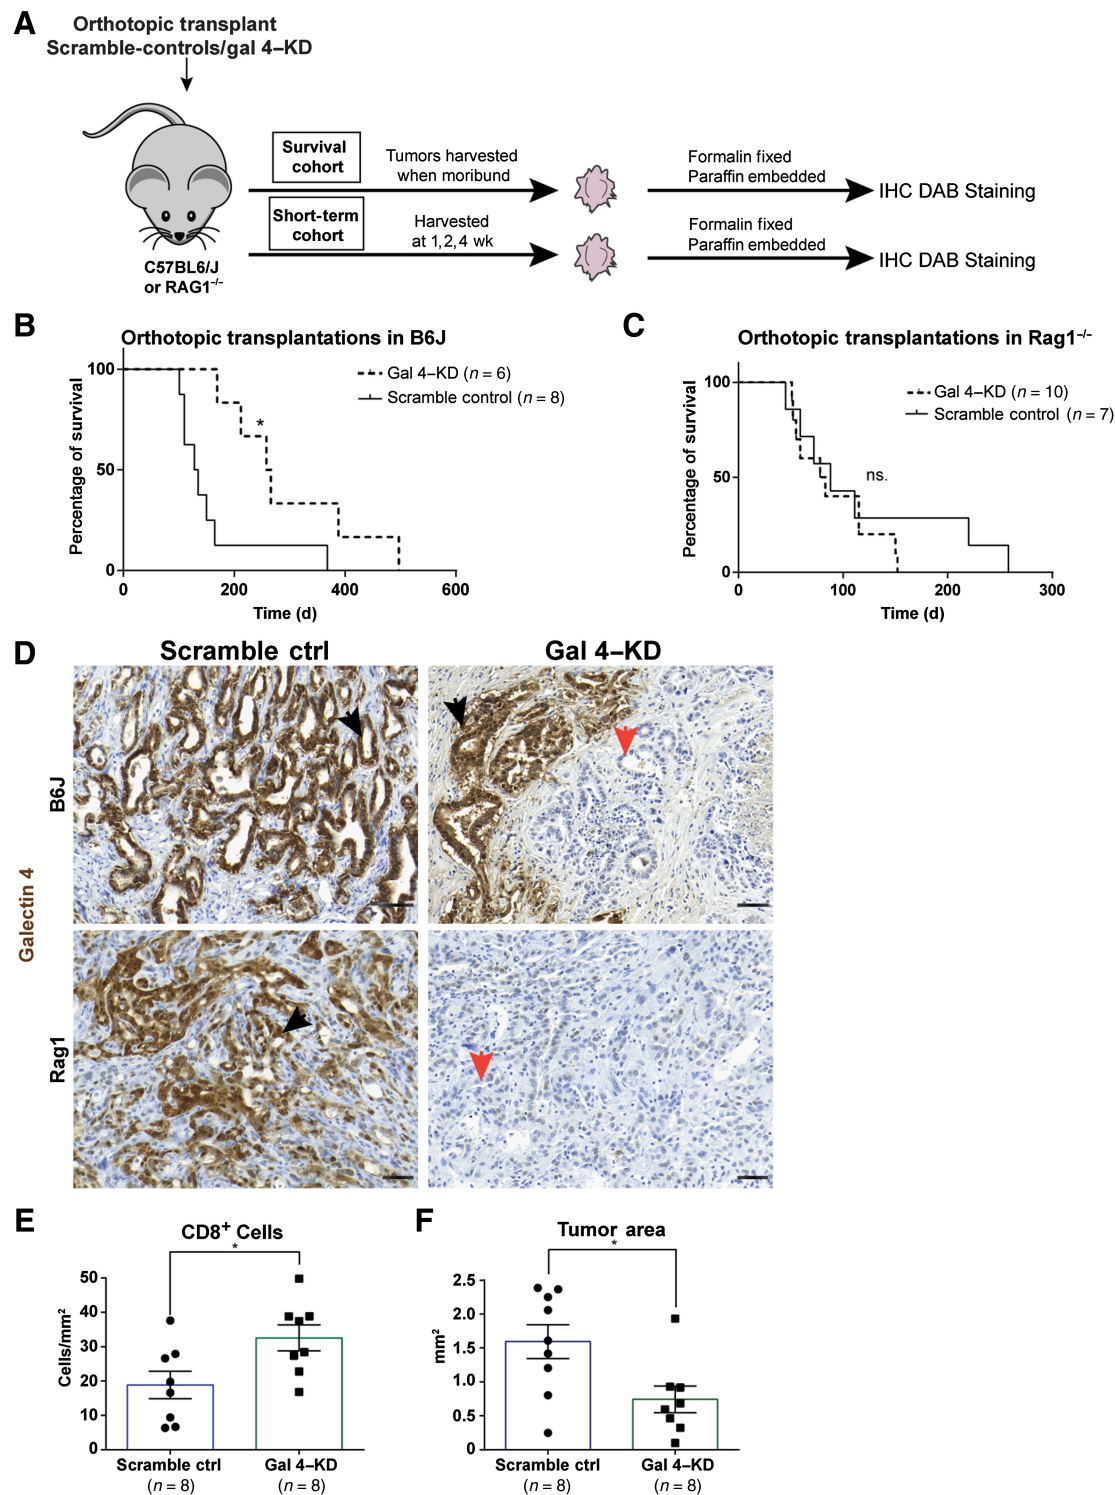 A
Orthotopic transplant
Scramble-controls/gal 4–KD
Survival
cohort
Tumors harvested
when moribund
Formalin fixed
Paraffin embedded
IHC DAB Staining
Short-term
cohort
Harvested
at 1,2,4 wk
Formalin fixed
Paraffin embedded
IHC DAB Staining
C57BL6/J
or RAG1⁻/⁻
B
Orthotopic transplantations in B6J
Percentage of survival
100
50
0
0
200
400
600
Time (d)
Gal 4–KD (n = 6)
Scramble control (n = 8)
*
C
Orthotopic transplantations in Rag1⁻/⁻
Percentage of survival
100
50
0
0
100
200
300
Time (d)
Gal 4–KD (n = 10)
Scramble control (n = 7)
ns.
D
Scramble ctrl
Gal 4–KD
Galectin 4
B6J
Rag1
E
CD8⁺ Cells
*
Cells/mm²
50
40
30
20
10
0
Scramble ctrl
(n = 8)
Gal 4–KD
(n = 8)
F
Tumor area
*
mm²
2.5
2.0
1.5
1.0
0.5
0
Scramble ctrl
(n = 8)
Gal 4–KD
(n = 8)